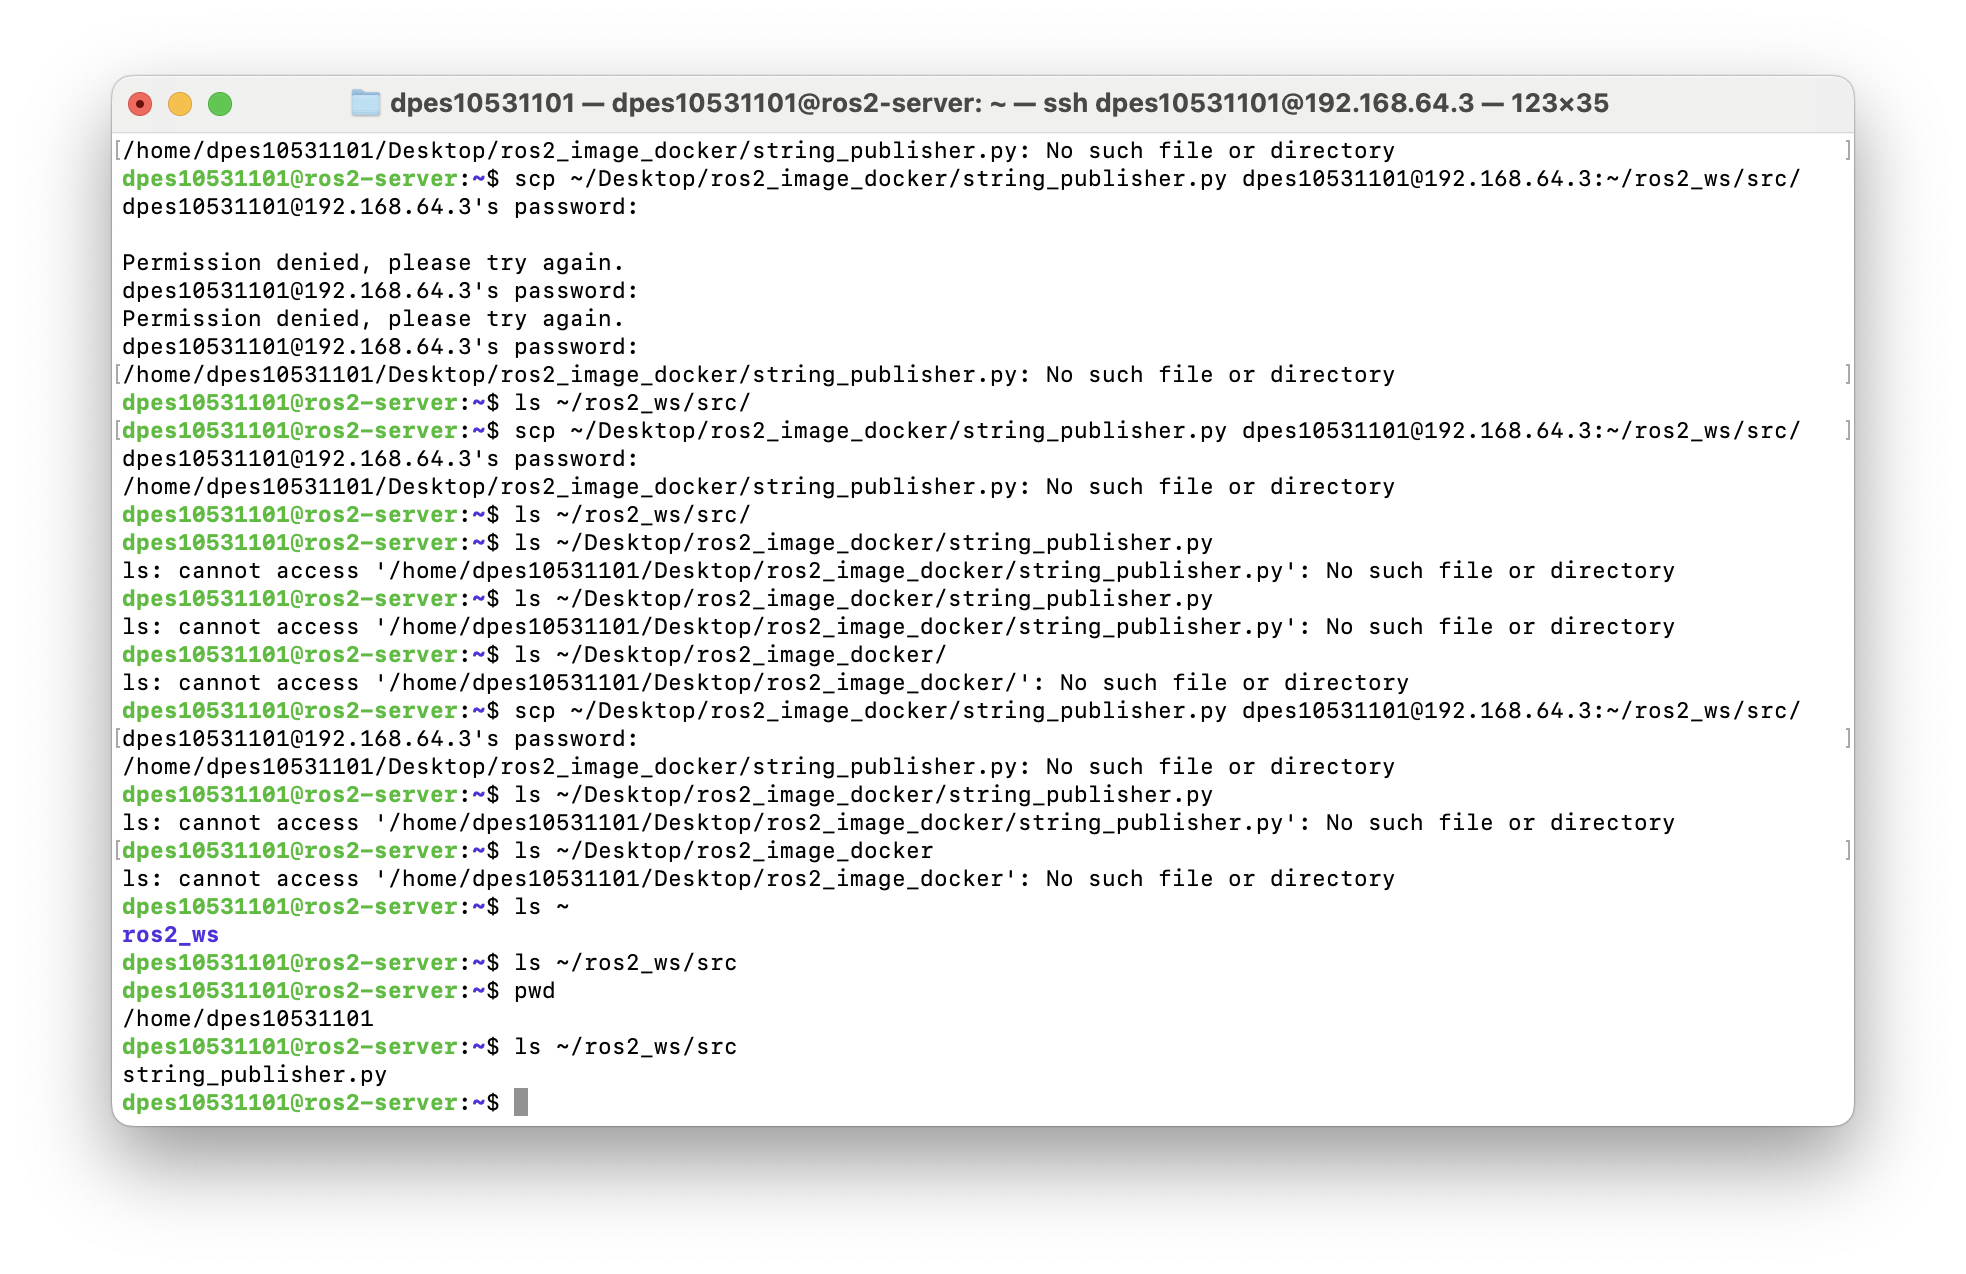 dpes10531101 — dpes10531101@ros2-server: ~ — ssh dpes10531101@192.168.64.3 — 123×35
[/home/dpes10531101/Desktop/ros2_image_docker/string_publisher.py: No such file or directory ]
dpes10531101@ros2-server:~$ scp ~/Desktop/ros2_image_docker/string_publisher.py dpes10531101@192.168.64.3:~/ros2_ws/src/
dpes10531101@192.168.64.3's password:
Permission denied, please try again.
dpes10531101@192.168.64.3's password:
Permission denied, please try again.
dpes10531101@192.168.64.3's password:
[/home/dpes10531101/Desktop/ros2_image_docker/string_publisher.py: No such file or directory ]
dpes10531101@ros2-server:~$ ls ~/ros2_ws/src/
[dpes10531101@ros2-server:~$ scp ~/Desktop/ros2_image_docker/string_publisher.py dpes10531101@192.168.64.3:~/ros2_ws/src/ ]
dpes10531101@192.168.64.3's password:
/home/dpes10531101/Desktop/ros2_image_docker/string_publisher.py: No such file or directory
dpes10531101@ros2-server:~$ ls ~/ros2_ws/src/
dpes10531101@ros2-server:~$ ls ~/Desktop/ros2_image_docker/string_publisher.py
ls: cannot access '/home/dpes10531101/Desktop/ros2_image_docker/string_publisher.py': No such file or directory
dpes10531101@ros2-server:~$ ls ~/Desktop/ros2_image_docker/string_publisher.py
ls: cannot access '/home/dpes10531101/Desktop/ros2_image_docker/string_publisher.py': No such file or directory
dpes10531101@ros2-server:~$ ls ~/Desktop/ros2_image_docker/
ls: cannot access '/home/dpes10531101/Desktop/ros2_image_docker/': No such file or directory
dpes10531101@ros2-server:~$ scp ~/Desktop/ros2_image_docker/string_publisher.py dpes10531101@192.168.64.3:~/ros2_ws/src/
[dpes10531101@192.168.64.3's password: ]
/home/dpes10531101/Desktop/ros2_image_docker/string_publisher.py: No such file or directory
dpes10531101@ros2-server:~$ ls ~/Desktop/ros2_image_docker/string_publisher.py
ls: cannot access '/home/dpes10531101/Desktop/ros2_image_docker/string_publisher.py': No such file or directory
[dpes10531101@ros2-server:~$ ls ~/Desktop/ros2_image_docker ]
ls: cannot access '/home/dpes10531101/Desktop/ros2_image_docker': No such file or directory
dpes10531101@ros2-server:~$ ls ~
ros2_ws
dpes10531101@ros2-server:~$ ls ~/ros2_ws/src
dpes10531101@ros2-server:~$ pwd
/home/dpes10531101
dpes10531101@ros2-server:~$ ls ~/ros2_ws/src
string_publisher.py
dpes10531101@ros2-server:~$